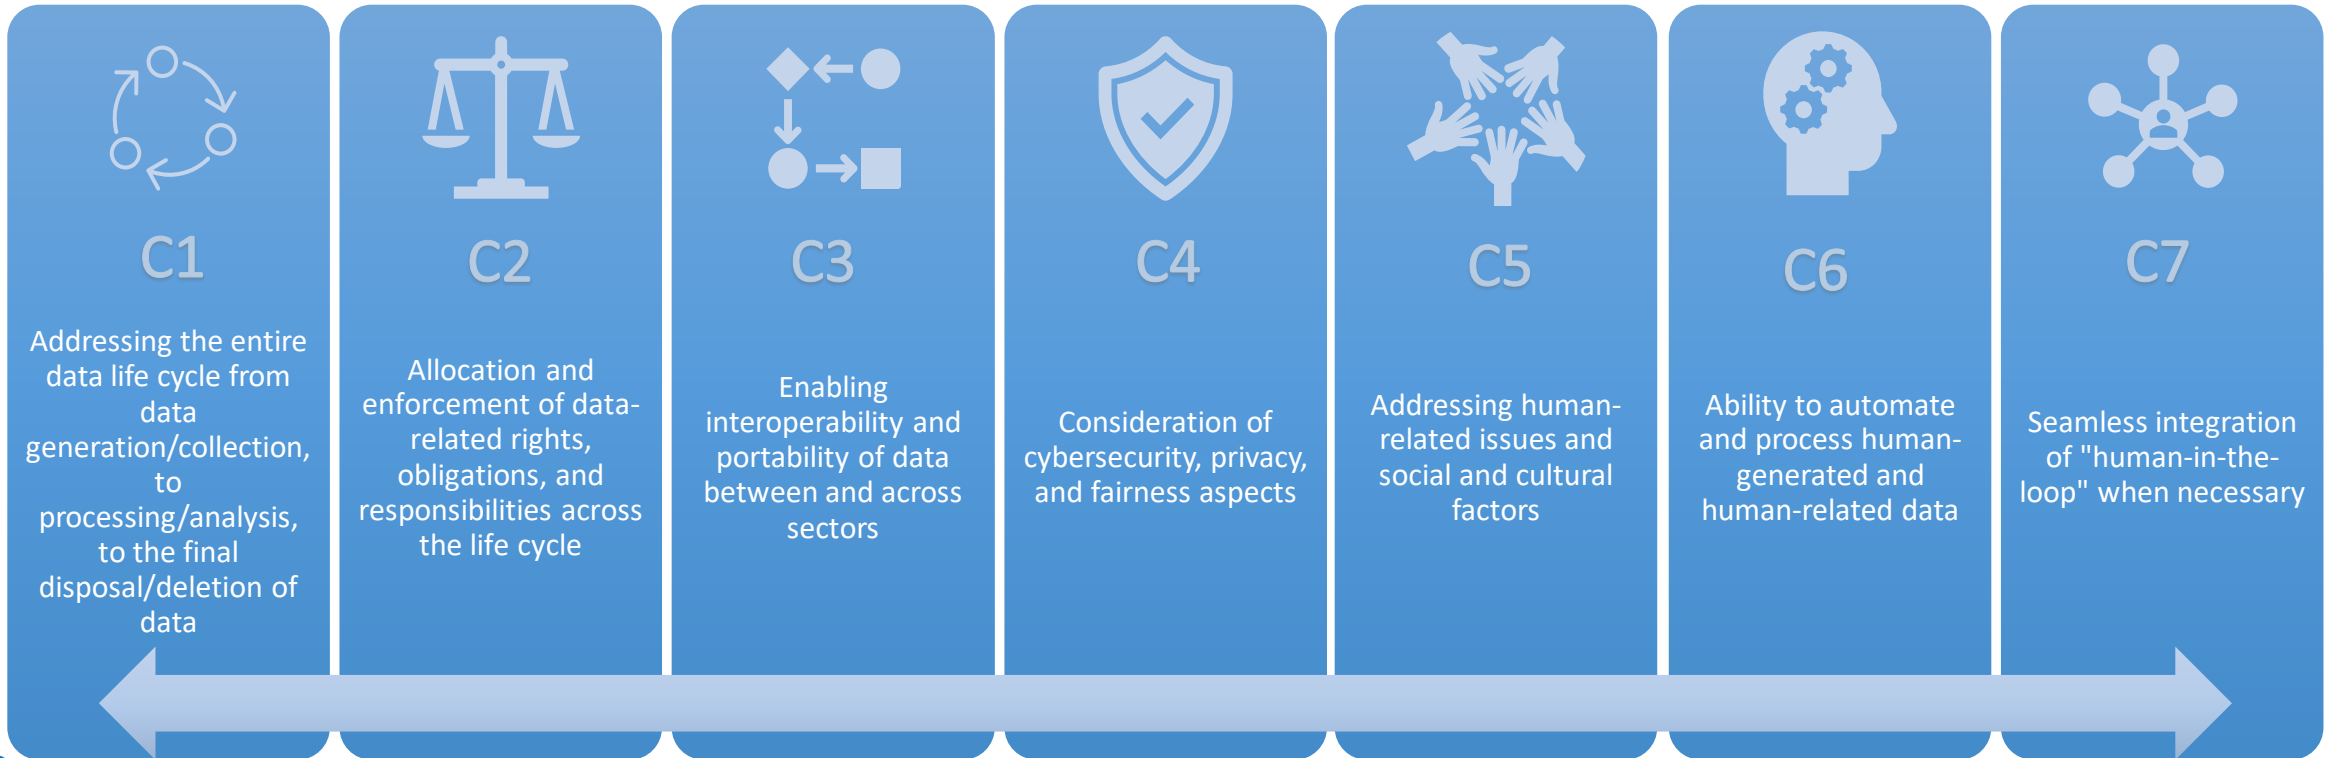 C1
Addressing the entire
data life cycle from
data
generation/collection,
to
processing/analysis,
to the final
disposal/deletion of
data
C2
Allocation and
enforcement of data-
related rights,
obligations, and
responsibilities across
the life cycle
C3
Enabling
interoperability and
portability of data
between and across
sectors
C4
Consideration of
cybersecurity, privacy,
and fairness aspects
C5
Addressing human-
related issues and
social and cultural
factors
C6
Ability to automate
and process human-
generated and
human-related data
C7
Seamless integration
of "human-in-the-
loop" when necessary